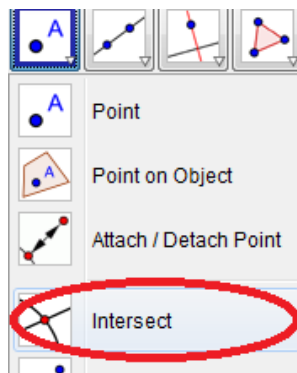 A
A
Point
A
Point on Object
Attach / Detach Point
Intersect